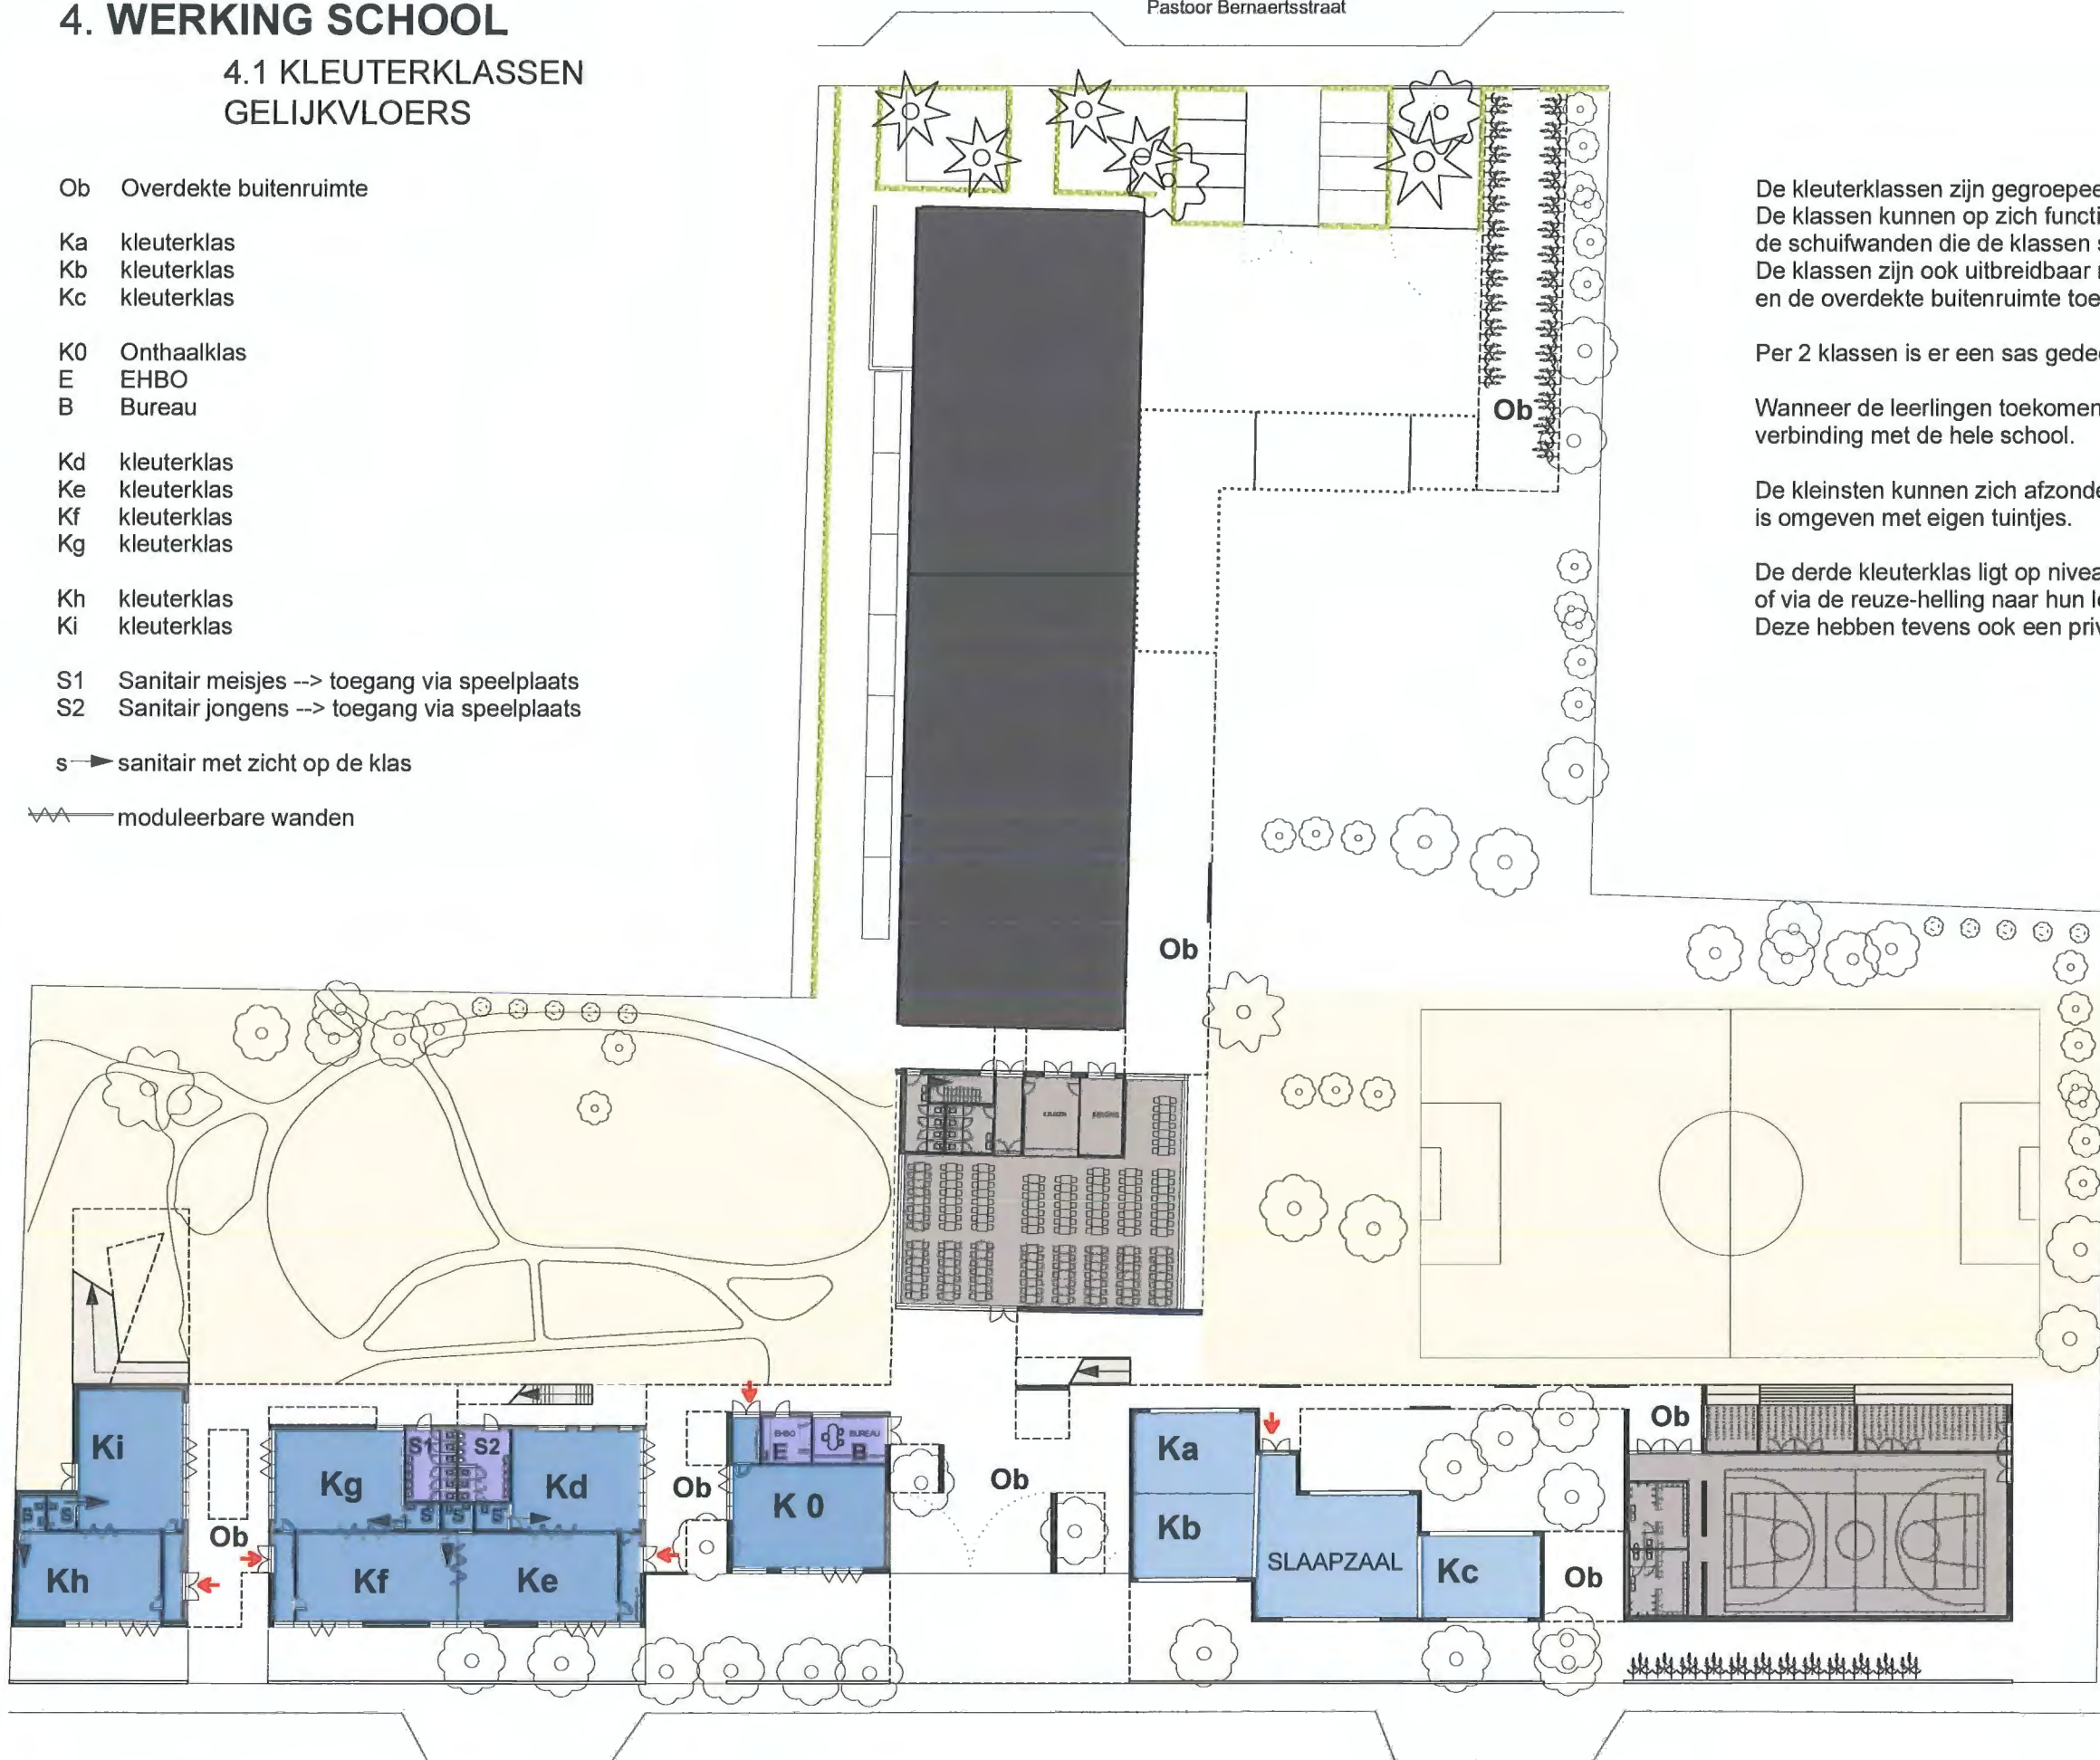 4. WERKING SCHOOL
4.1 KLEUTERKLASSEN
GELIJKVLOERS
Ob Overdekte buitenruimte
Ka kleuterklas
Kb kleuterklas
Kc kleuterklas
K0 Onthaalklas
E EHBO
B Bureau
Kd kleuterklas
Ke kleuterklas
Kf kleuterklas
Kg kleuterklas
Kh kleuterklas
Ki kleuterklas
S1 Sanitair meisjes --> toegang via speelplaats
S2 Sanitair jongens --> toegang via speelplaats
s sanitair met zicht op de klas
moduleerbare wanden
Pastoor Bernaertsstraat
De kleuterklassen zijn gegroepee
De klassen kunnen op zich functi
de schuifwanden die de klassen s
De klassen zijn ook uitbreidbaar
en de overdekte buitenruimte toe
Per 2 klassen is er een sas gedee
Wanneer de leerlingen toekomen
verbinding met de hele school.
De kleinsten kunnen zich afzonde
is omgeven met eigen tuintjes.
De derde kleuterklas ligt op nivea
of via de reuze-helling naar hun l
Deze hebben tevens ook een priv
Ob
Ob
Ki
S S
Kh
Ob
Kg
S1
S2
Kd
S S S
Kf
Ke
Ob
EHBO
E
BUREAU
B
K 0
Ob
Ka
Kb
SLAAPZAAL
Kc
Ob
Ob